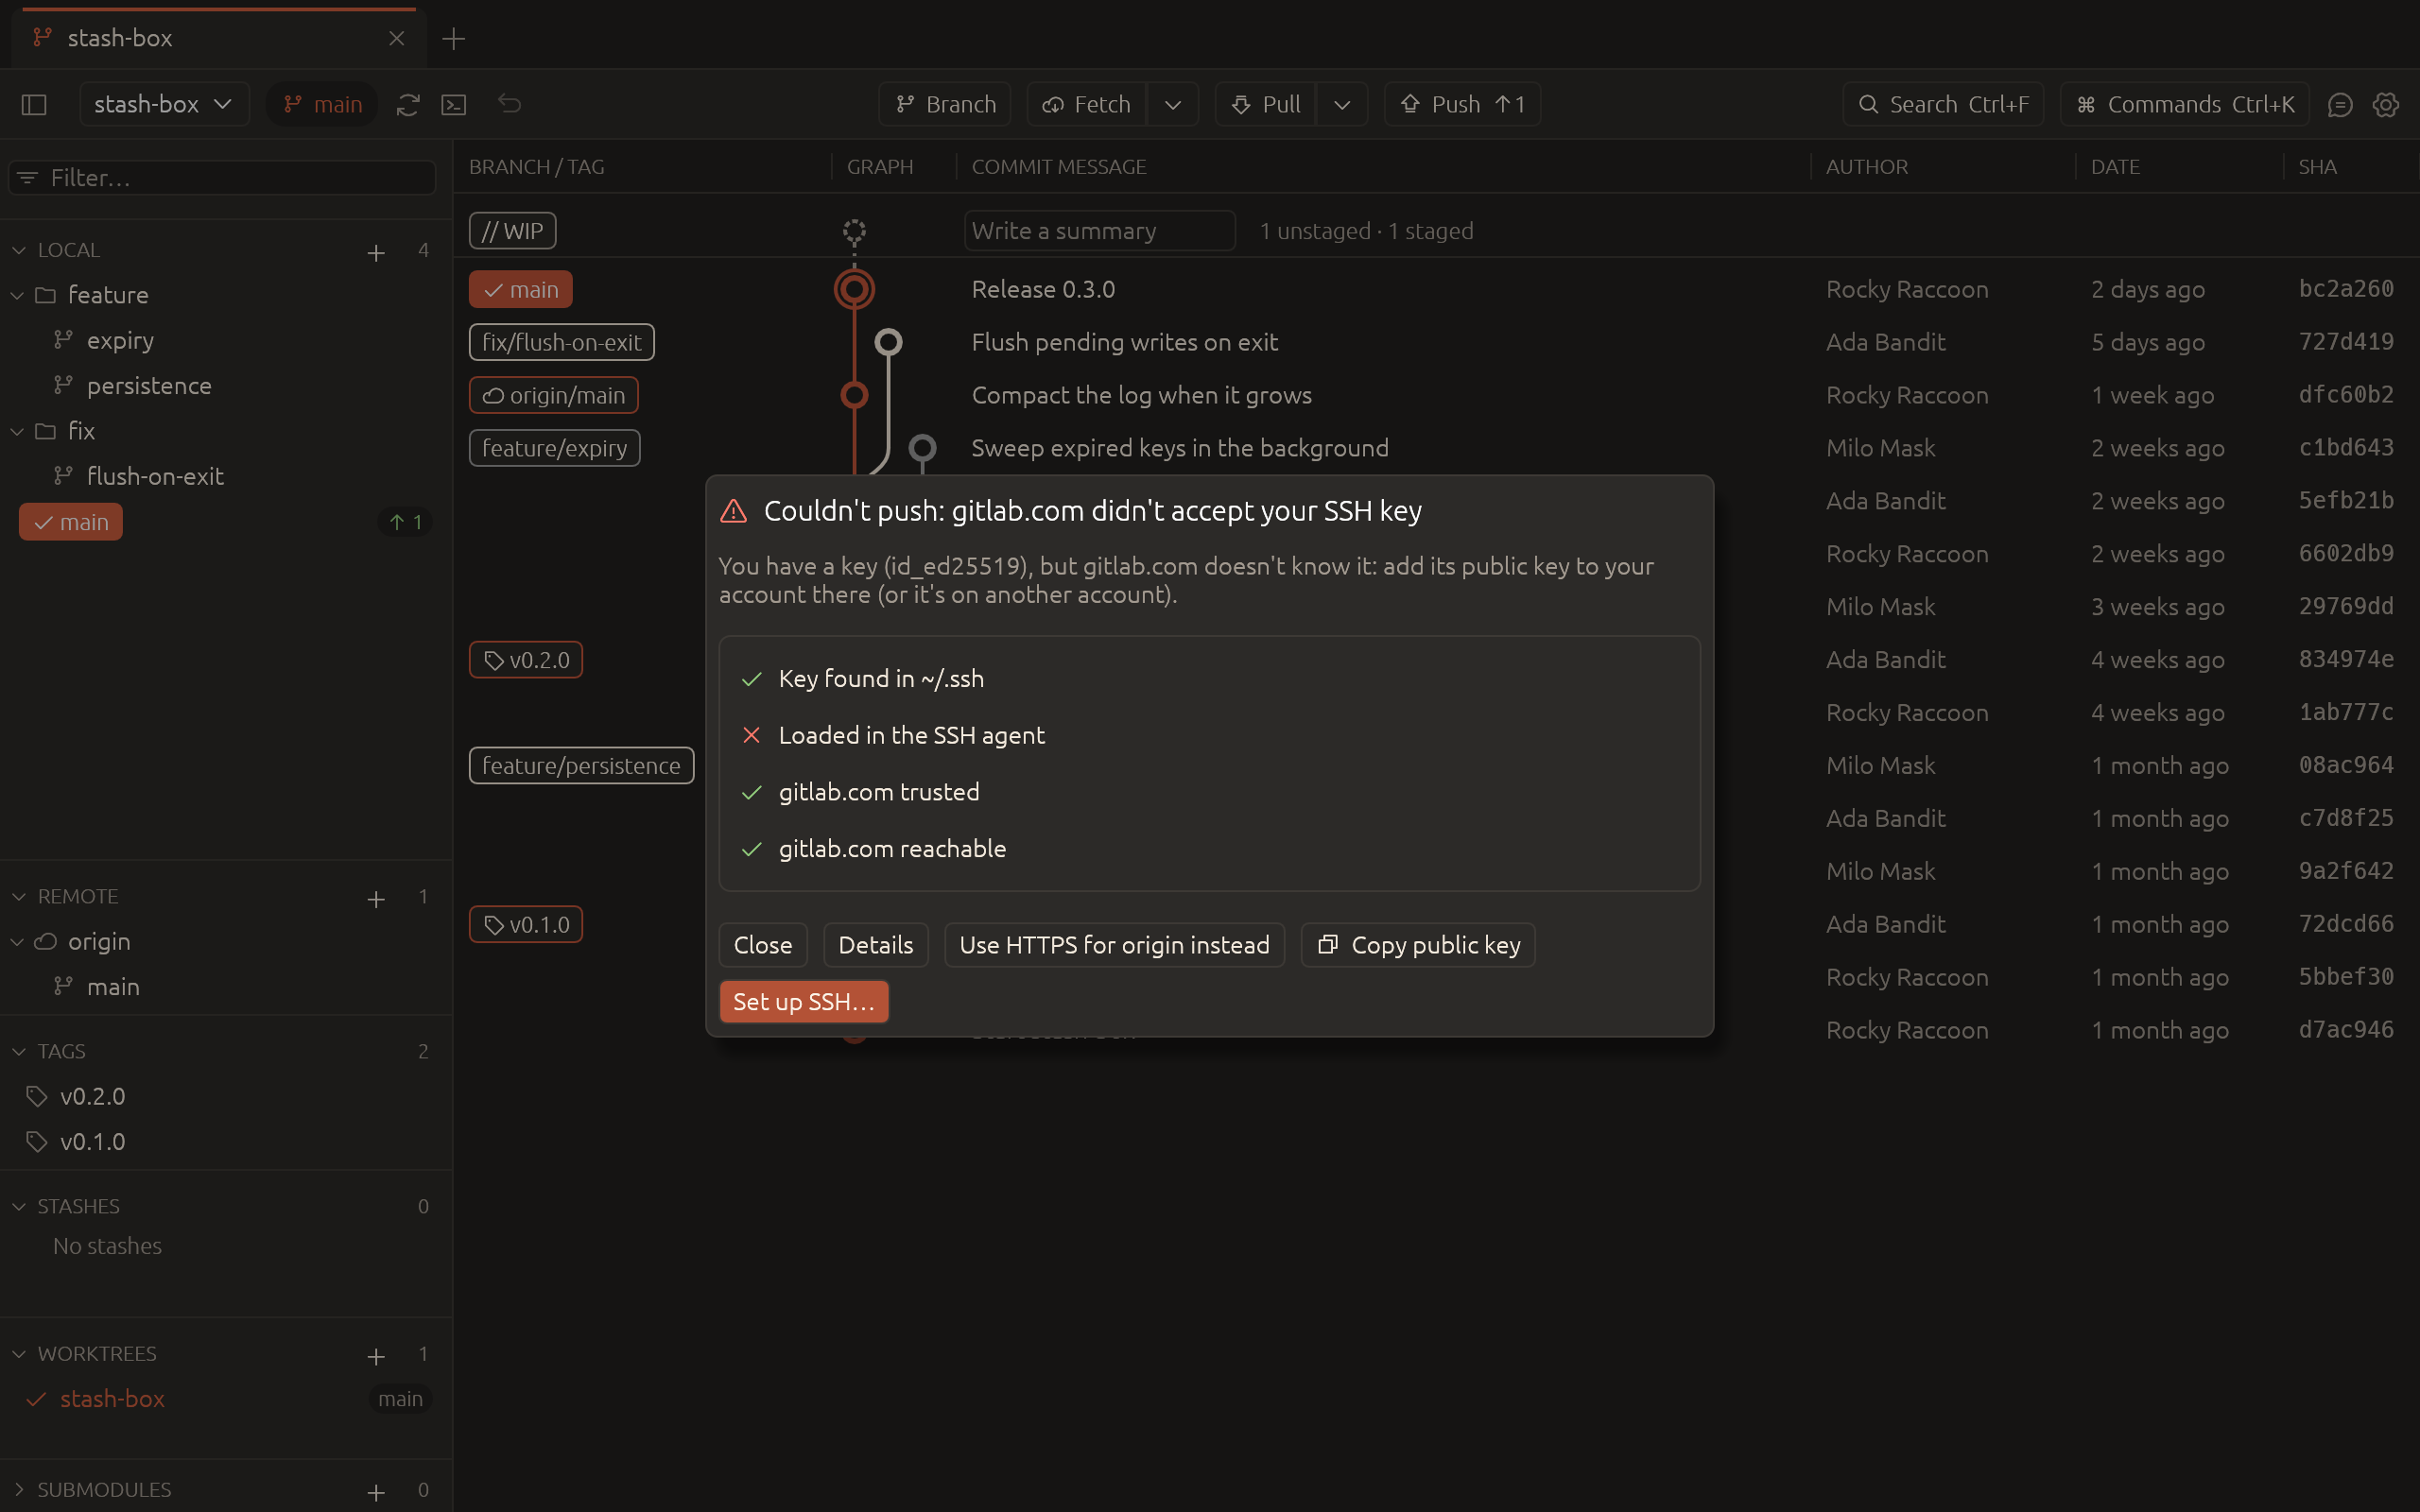 stash-box
stash-box
main
Branch
Fetch
Pull
Push ↑1
Search Ctrl+F
Commands Ctrl+K
Filter...
BRANCH / TAG
GRAPH
COMMIT MESSAGE
AUTHOR
DATE
SHA
LOCAL 4
feature
expiry
persistence
fix
flush-on-exit
main ↑ 1
REMOTE 1
origin
main
TAGS 2
v0.2.0
v0.1.0
STASHES 0
No stashes
WORKTREES 1
stash-box main
SUBMODULES 0
// WIP Write a summary 1 unstaged · 1 staged
main Release 0.3.0 Rocky Raccoon 2 days ago bc2a260
fix/flush-on-exit Flush pending writes on exit Ada Bandit 5 days ago 727d419
origin/main Compact the log when it grows Rocky Raccoon 1 week ago dfc60b2
feature/expiry Sweep expired keys in the background Milo Mask 2 weeks ago c1bd643
Ada Bandit 2 weeks ago 5efb21b
Rocky Raccoon 2 weeks ago 6602db9
Milo Mask 3 weeks ago 29769dd
v0.2.0 Ada Bandit 4 weeks ago 834974e
Rocky Raccoon 4 weeks ago 1ab777c
feature/persistence Milo Mask 1 month ago 08ac964
Ada Bandit 1 month ago c7d8f25
Milo Mask 1 month ago 9a2f642
v0.1.0 Ada Bandit 1 month ago 72dcd66
Rocky Raccoon 1 month ago 5bbef30
Rocky Raccoon 1 month ago d7ac946
Couldn't push: gitlab.com didn't accept your SSH key
You have a key (id_ed25519), but gitlab.com doesn't know it: add its public key to your
account there (or it's on another account).
Key found in ~/.ssh
Loaded in the SSH agent
gitlab.com trusted
gitlab.com reachable
Close
Details
Use HTTPS for origin instead
Copy public key
Set up SSH...